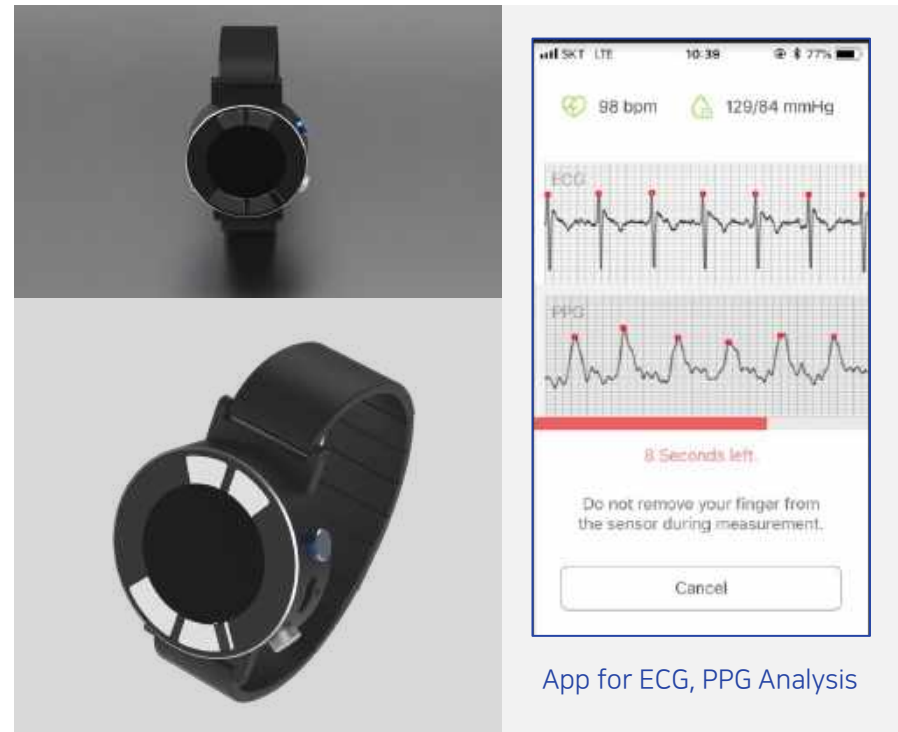 SKT LTE 10:39 77%
98 bpm 129/84 mmHg
ECG
PPG
8 Seconds left.
Do not remove your finger from
the sensor during measurement.
Cancel
App for ECG, PPG Analysis